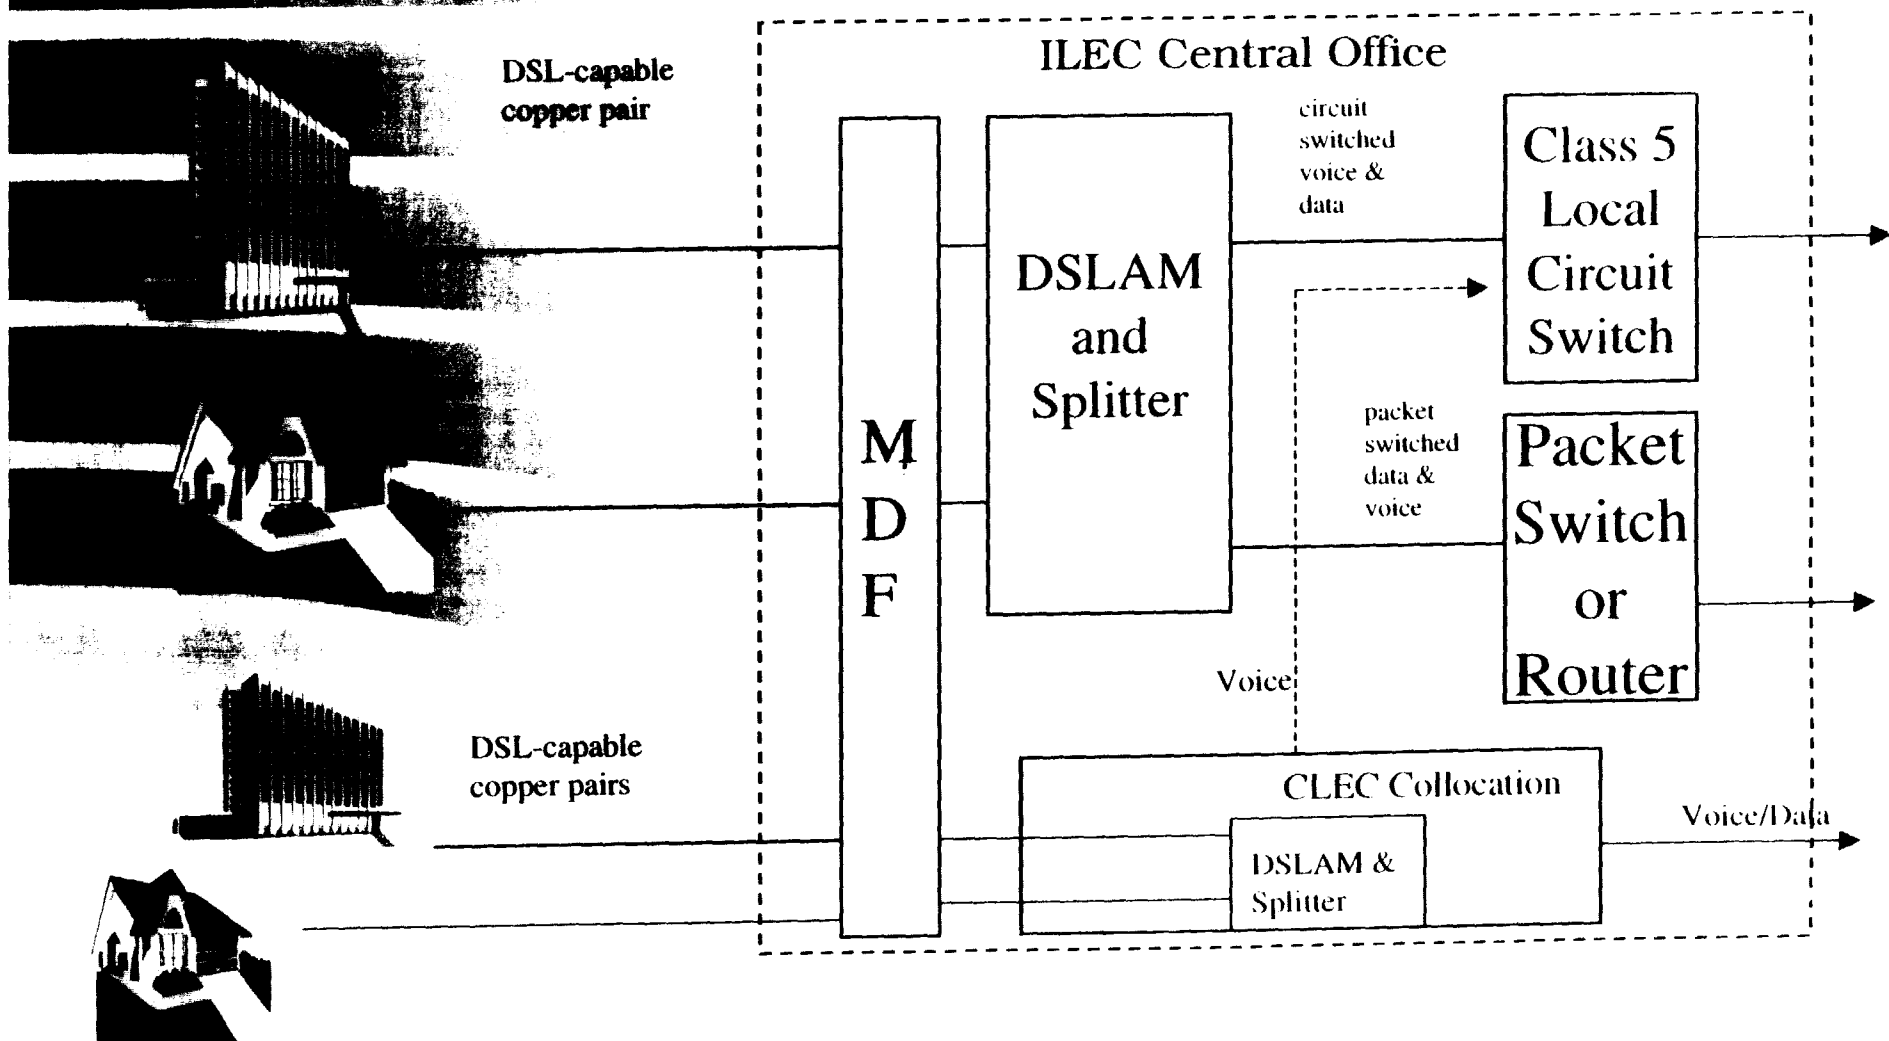 ILEC Central Office
DSL-capable
copper pair
circuit
switched
voice &
data
Class 5
Local
Circuit
Switch
DSLAM
and
Splitter
M
D
F
packet
switched
data &
voice
Packet
Switch
or
Router
Voice
DSL-capable
copper pairs
CLEC Collocation
Voice/Data
DSLAM &
Splitter